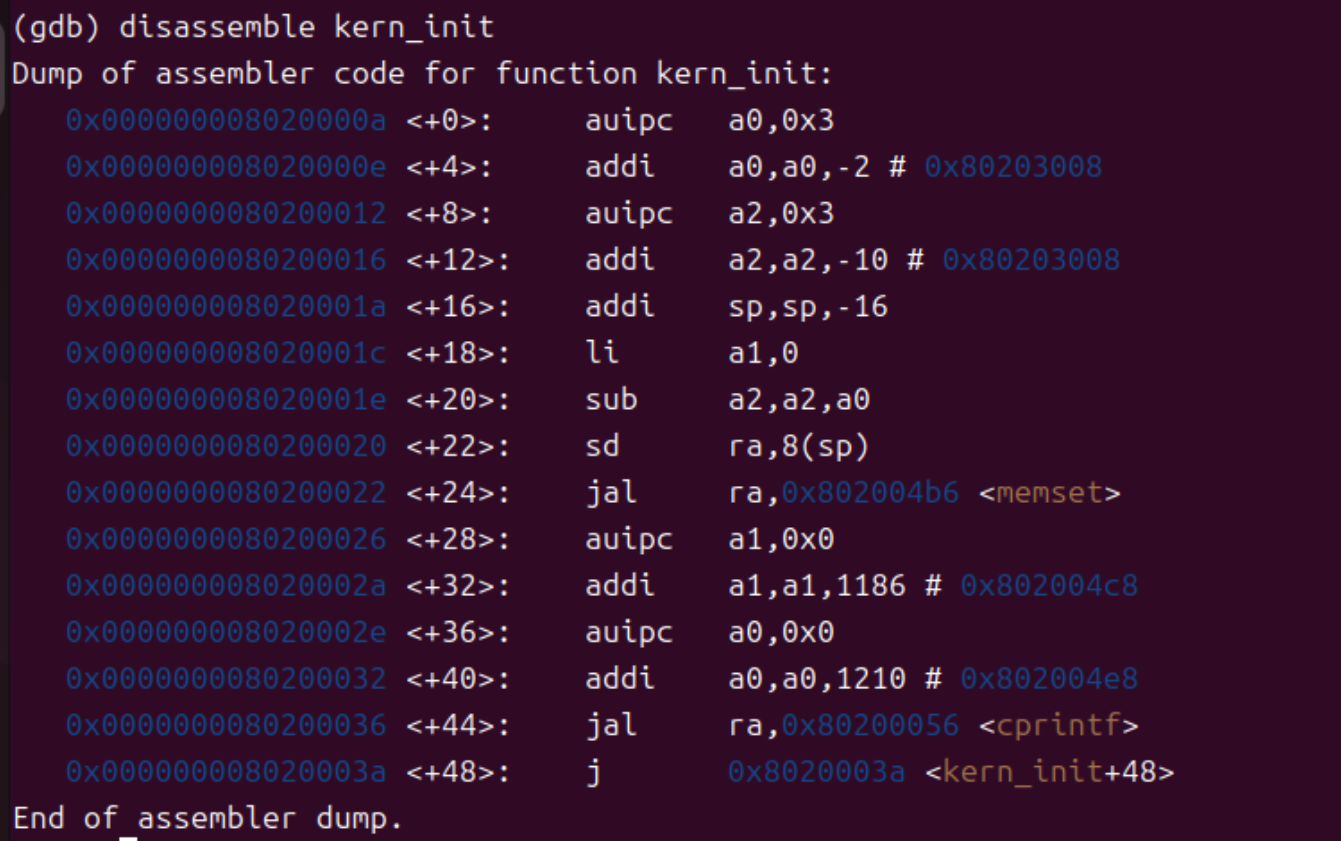 (gdb) disassemble kern_init
Dump of assembler code for function kern_init:
   0x000000008020000a <+0>:     auipc   a0,0x3
   0x000000008020000e <+4>:     addi    a0,a0,-2 # 0x80203008
   0x0000000080200012 <+8>:     auipc   a2,0x3
   0x0000000080200016 <+12>:    addi    a2,a2,-10 # 0x80203008
   0x000000008020001a <+16>:    addi    sp,sp,-16
   0x000000008020001c <+18>:    li      a1,0
   0x000000008020001e <+20>:    sub     a2,a2,a0
   0x0000000080200020 <+22>:    sd      ra,8(sp)
   0x0000000080200022 <+24>:    jal     ra,0x802004b6 <memset>
   0x0000000080200026 <+28>:    auipc   a1,0x0
   0x000000008020002a <+32>:    addi    a1,a1,1186 # 0x802004c8
   0x000000008020002e <+36>:    auipc   a0,0x0
   0x0000000080200032 <+40>:    addi    a0,a0,1210 # 0x802004e8
   0x0000000080200036 <+44>:    jal     ra,0x80200056 <cprintf>
   0x000000008020003a <+48>:    j       0x8020003a <kern_init+48>
End of assembler dump.